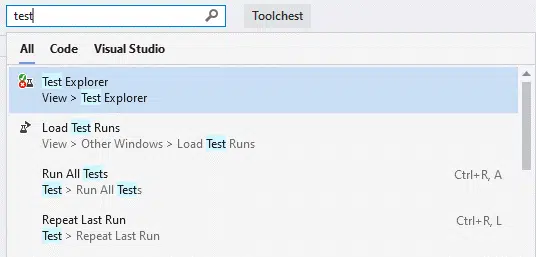 test
Toolchest
All Code Visual Studio
Test Explorer
View > Test Explorer
Load Test Runs
View > Other Windows > Load Test Runs
Run All Tests Ctrl+R, A
Test > Run All Tests
Repeat Last Run Ctrl+R, L
Test > Repeat Last Run